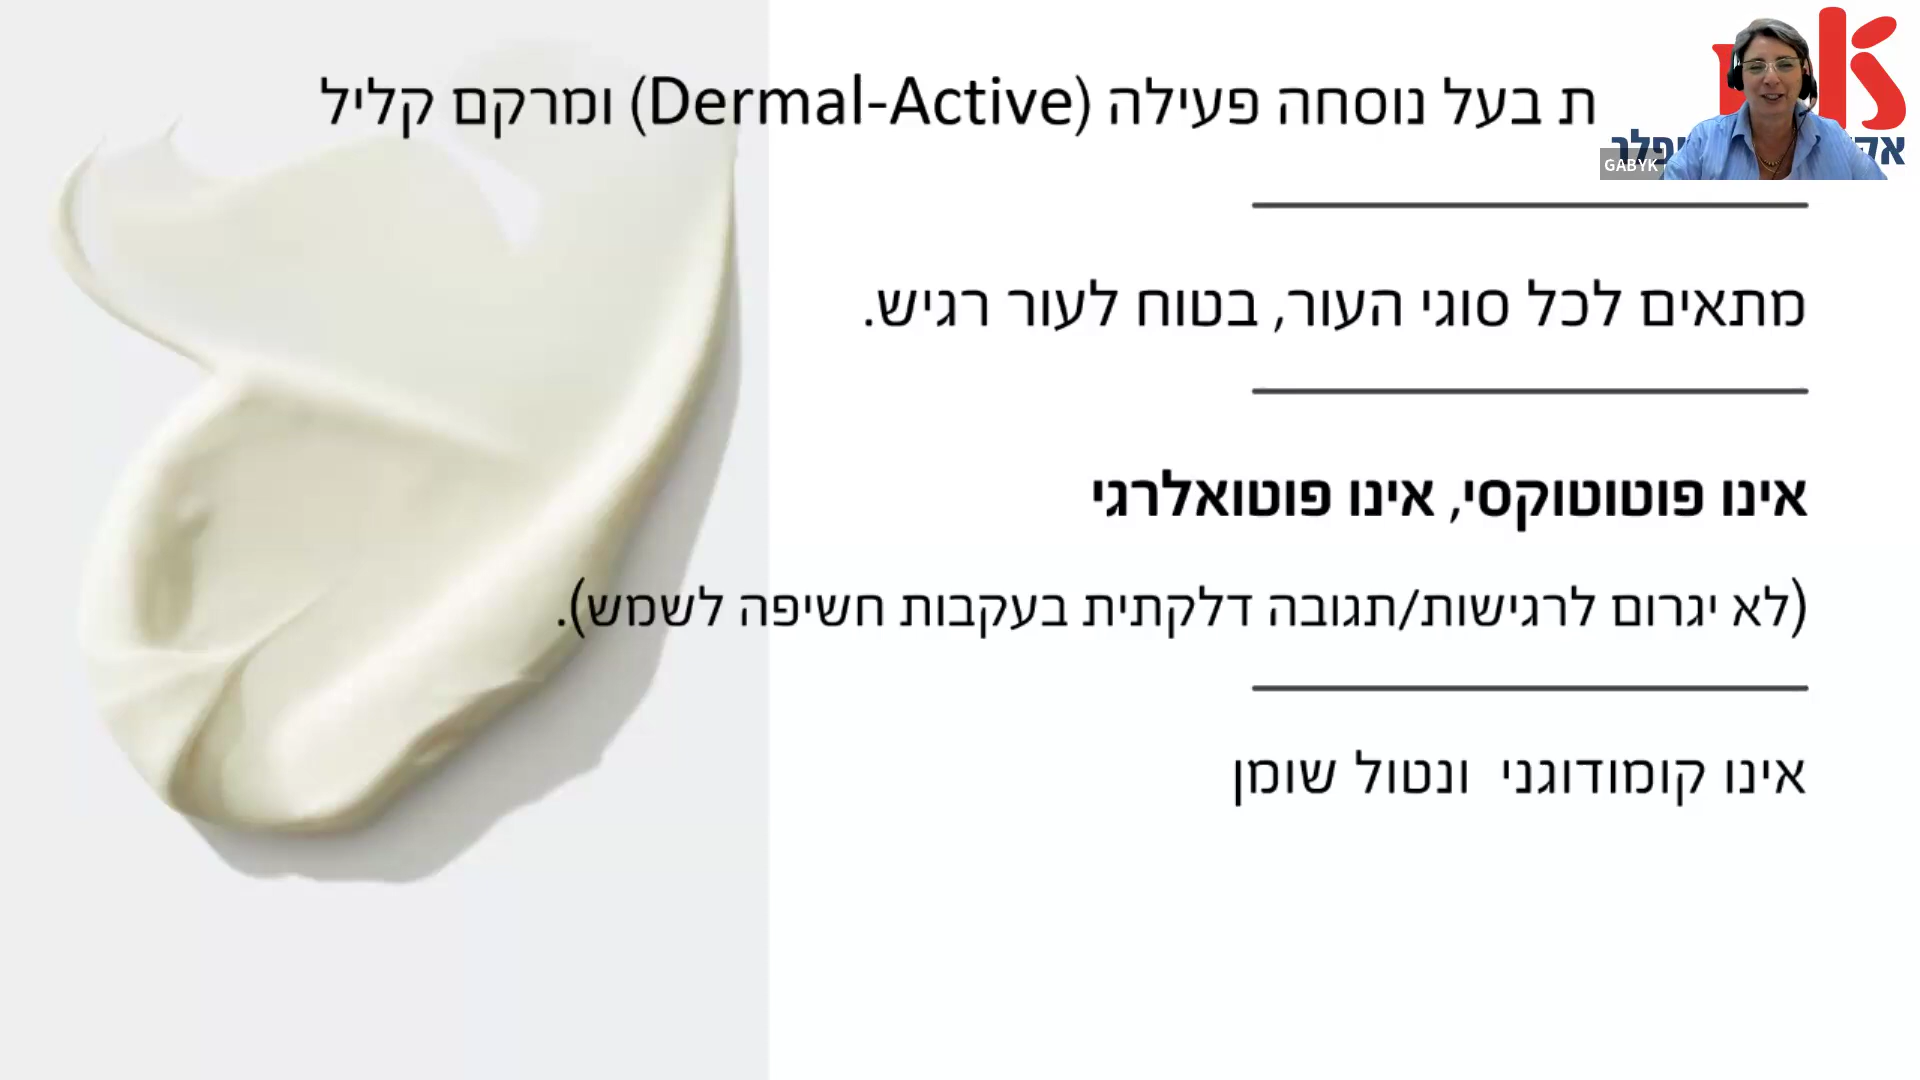 ת בעל נוסחה פעילה (Dermal-Active) ומרקם קליל
GABYK
מתאים לכל סוגי העור, בטוח לעור רגיש.
אינו פוטוטוקסי, אינו פוטואלרגי
(לא יגרום לרגישות/תגובה דלקתית בעקבות חשיפה לשמש).
אינו קומודוגני ונטול שומן